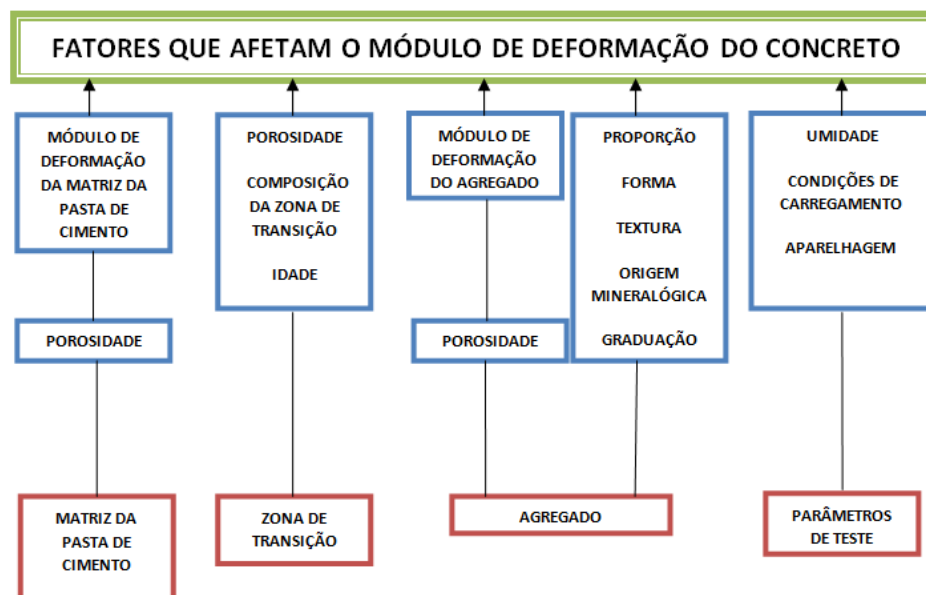 FATORES QUE AFETAM O MÓDULO DE DEFORMAÇÃO DO CONCRETO
MÓDULO DE
DEFORMAÇÃO
DA MATRIZ DA
PASTA DE
CIMENTO
POROSIDADE
MATRIZ DA
PASTA DE
CIMENTO
POROSIDADE
COMPOSIÇÃO
DA ZONA DE
TRANSIÇÃO
IDADE
ZONA DE
TRANSIÇÃO
MÓDULO DE
DEFORMAÇÃO
DO AGREGADO
POROSIDADE
PROPORÇÃO
FORMA
TEXTURA
ORIGEM
MINERALÓGICA
GRADUAÇÃO
AGREGADO
UMIDADE
CONDIÇÕES DE
CARREGAMENTO
APARELHAGEM
PARÂMETROS
DE TESTE